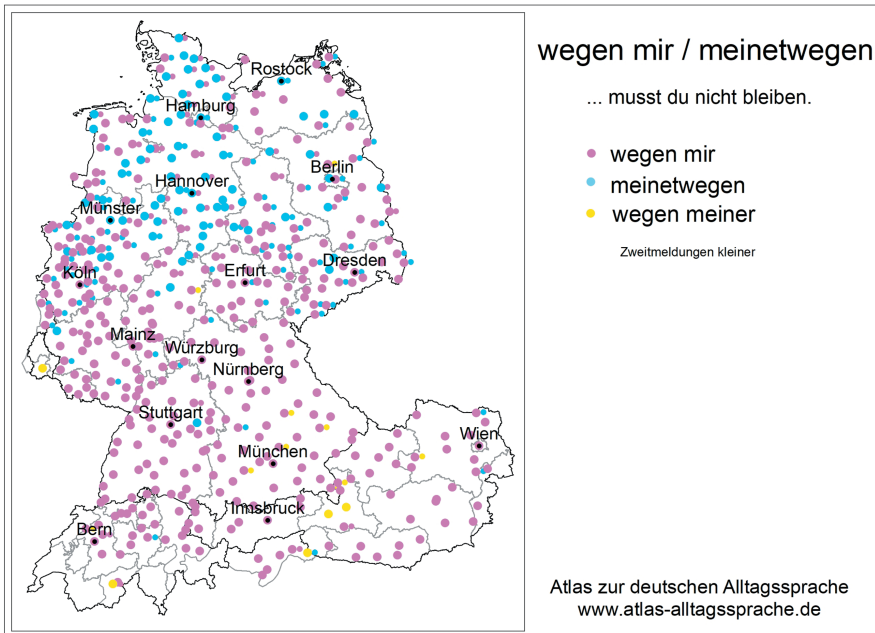 wegen mir / meinetwegen
... musst du nicht bleiben.
wegen mir
meinetwegen
wegen meiner
Zweitmeldungen kleiner
Rostock
Hamburg
Berlin
Hannover
Münster
Köln
Erfurt
Dresden
Mainz
Würzburg
Nürnberg
Stuttgart
München
Wien
Innsbruck
Bern
Atlas zur deutschen Alltagssprache
www.atlas-alltagssprache.de